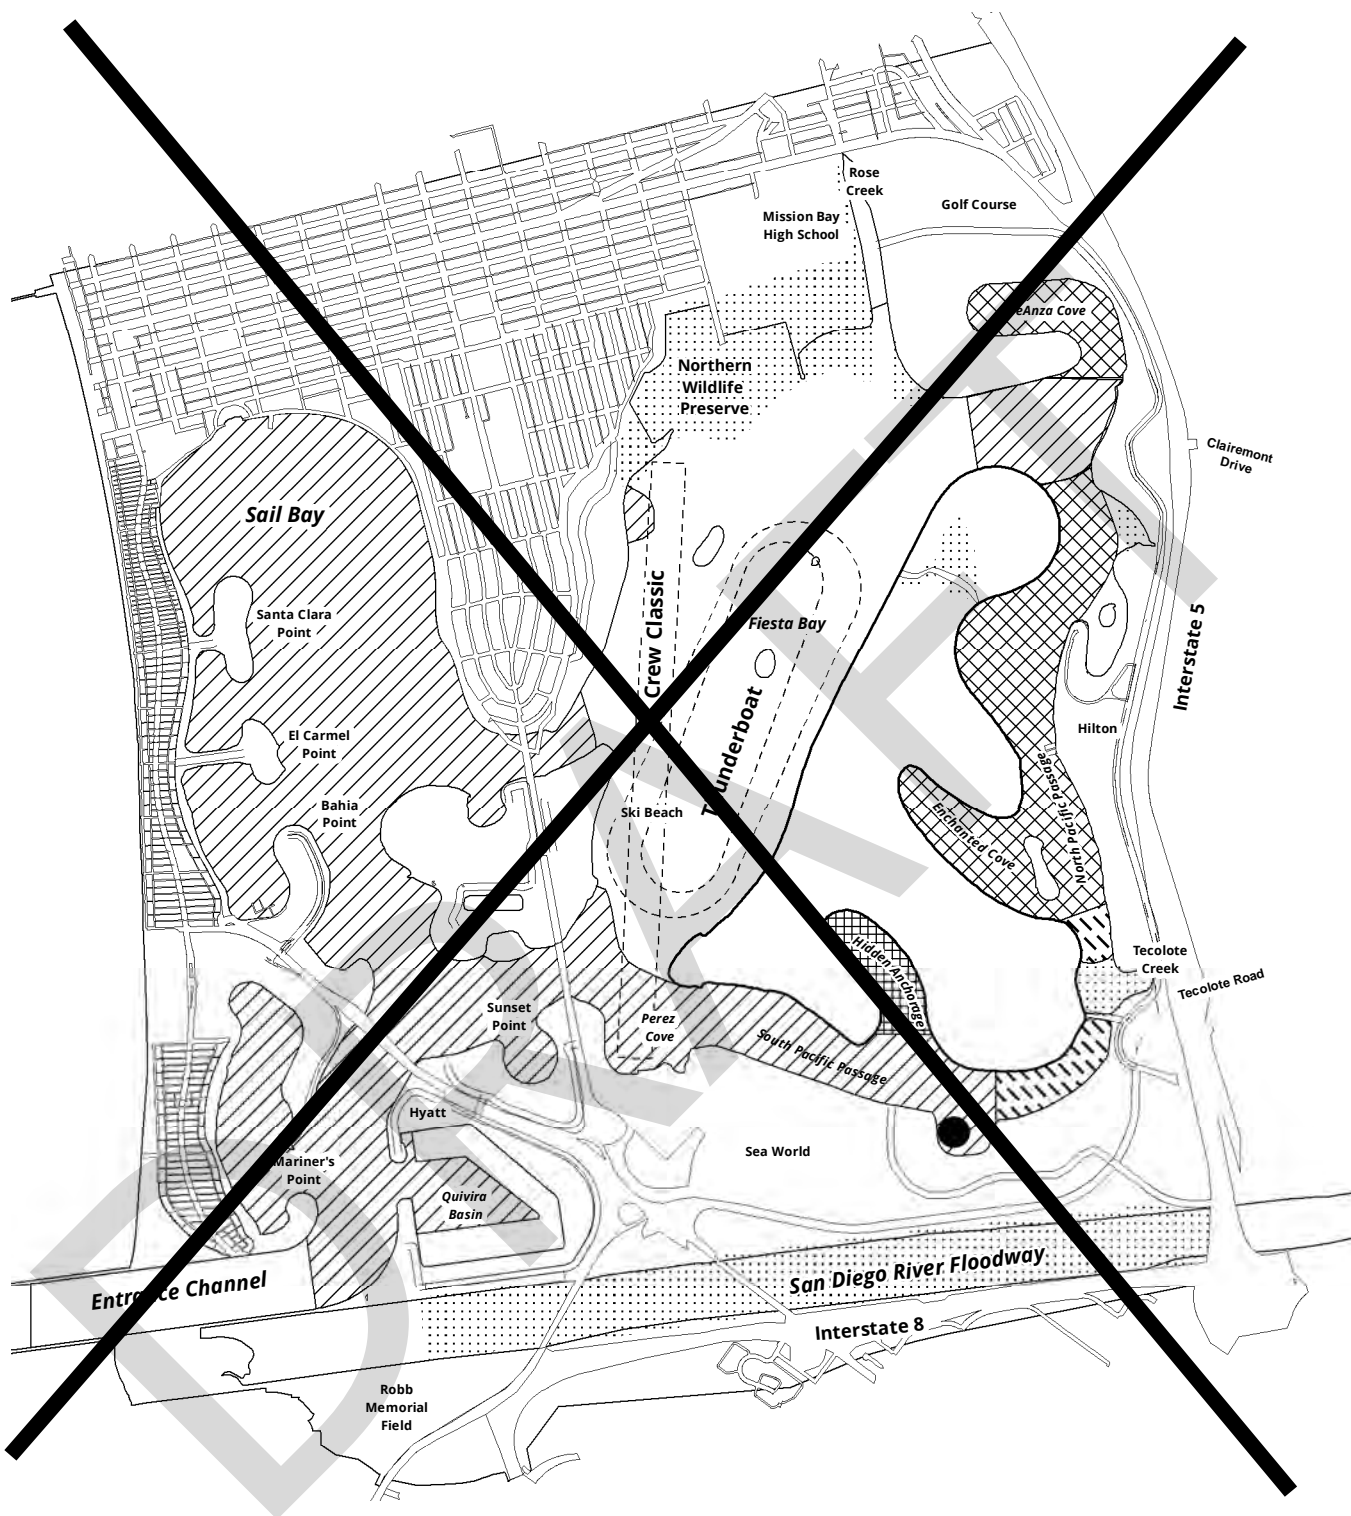 Rose
Creek
Golf Course
Mission Bay
High School
eAnza Cove
Northern
Wildlife
Preserve
Clairemont
Drive
Sail Bay
Crew Classic
Santa Clara
Point
Fiesta Bay
Interstate 5
El Carmel
Point
Hilton
Thunderboat
North Pacific Passage
Bahia
Point
Ski Beach
Enchanted Cove
Hidden Anchorage
Tecolote
Creek
Tecolote Road
Sunset
Point
Perez
Cove
South Pacific Passage
Hyatt
Sea World
Mariner's
Point
Quivira
Basin
San Diego River Floodway
Entrance Channel
Interstate 8
Robb
Memorial
Field
DRAFT